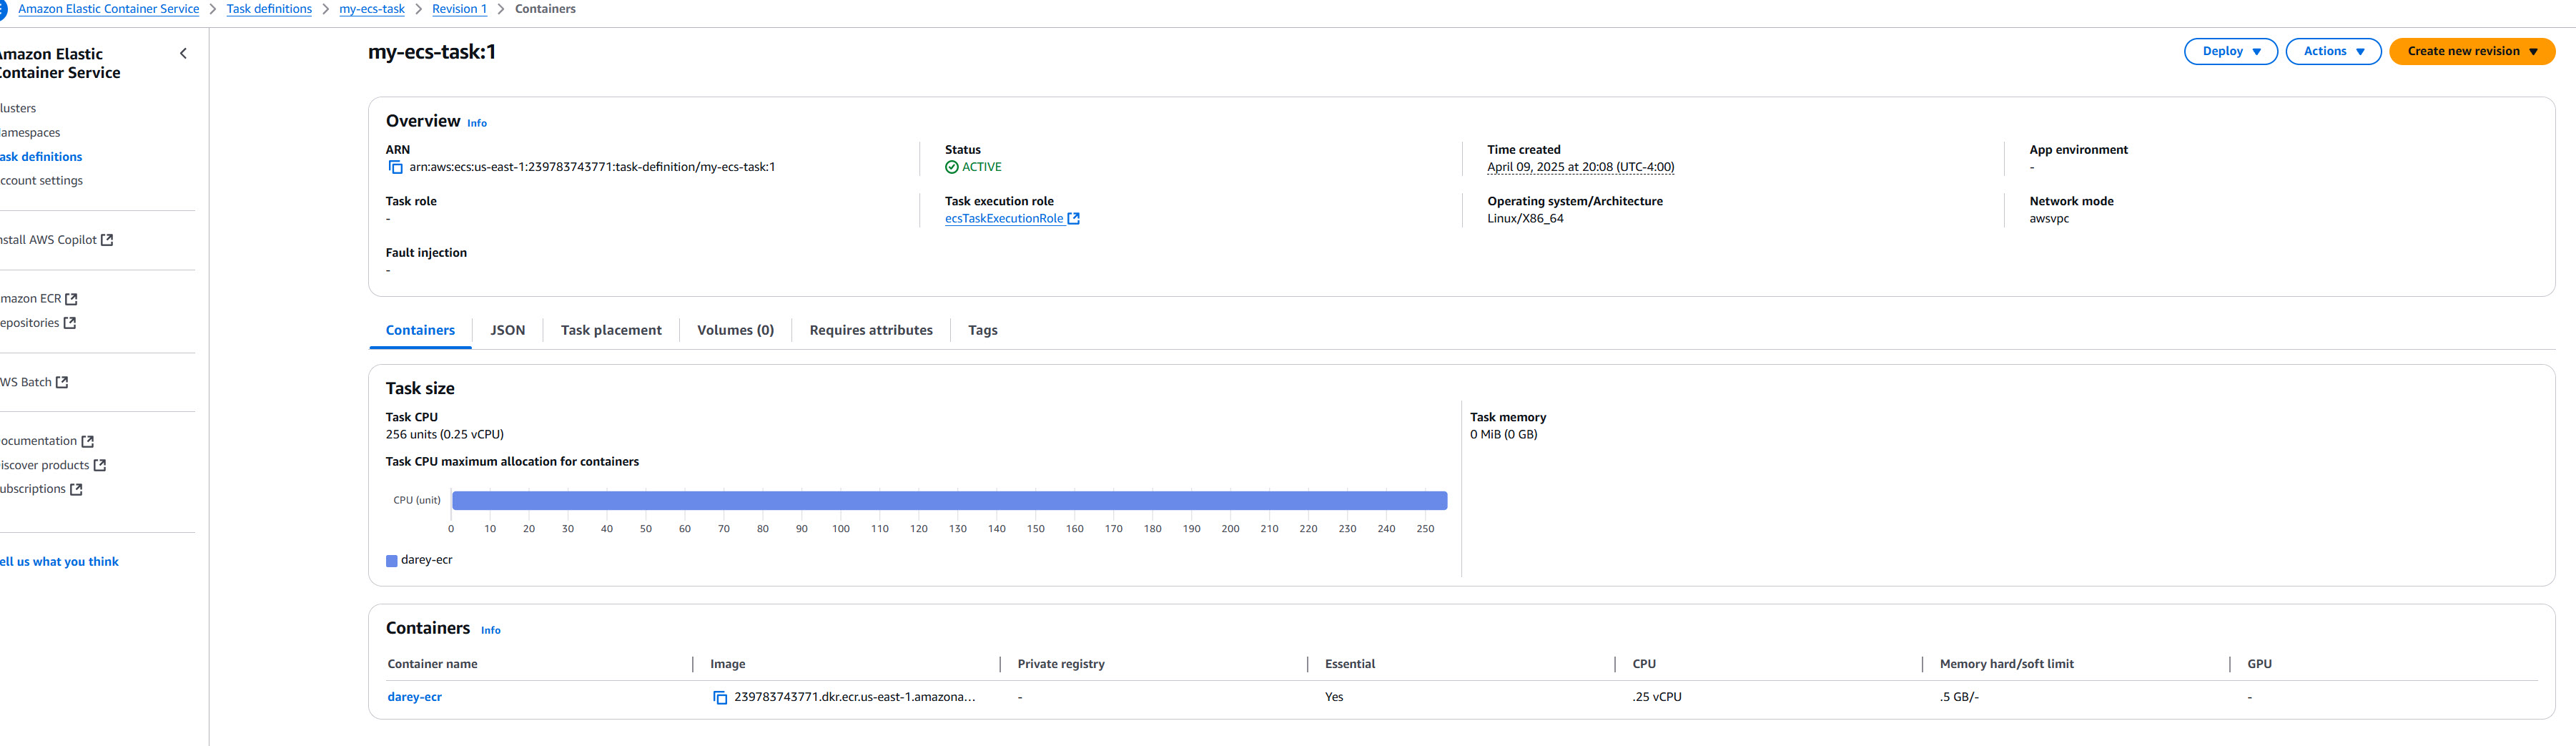 Amazon Elastic Container Service > Task definitions > my-ecs-task > Revision 1 > Containers
Amazon Elastic
Container Service
lusters
amespaces
ask definitions
ccount settings
nstall AWS Copilot
mazon ECR
epositories
WS Batch
ocumentation
iscover products
ubscriptions
ell us what you think
my-ecs-task:1
Deploy
Actions
Create new revision
Overview Info
ARN
arn:aws:ecs:us-east-1:239783743771:task-definition/my-ecs-task:1
Status
ACTIVE
Time created
April 09, 2025 at 20:08 (UTC-4:00)
App environment
-
Task role
-
Task execution role
ecsTaskExecutionRole
Operating system/Architecture
Linux/X86_64
Network mode
awsvpc
Fault injection
-
Containers JSON Task placement Volumes (0) Requires attributes Tags
Task size
Task CPU
256 units (0.25 vCPU)
Task memory
0 MiB (0 GB)
Task CPU maximum allocation for containers
CPU (unit)
0 10 20 30 40 50 60 70 80 90 100 110 120 130 140 150 160 170 180 190 200 210 220 230 240 250
darey-ecr
Containers Info
Container name Image Private registry Essential CPU Memory hard/soft limit GPU
darey-ecr 239783743771.dkr.ecr.us-east-1.amazona... - Yes .25 vCPU .5 GB/- -